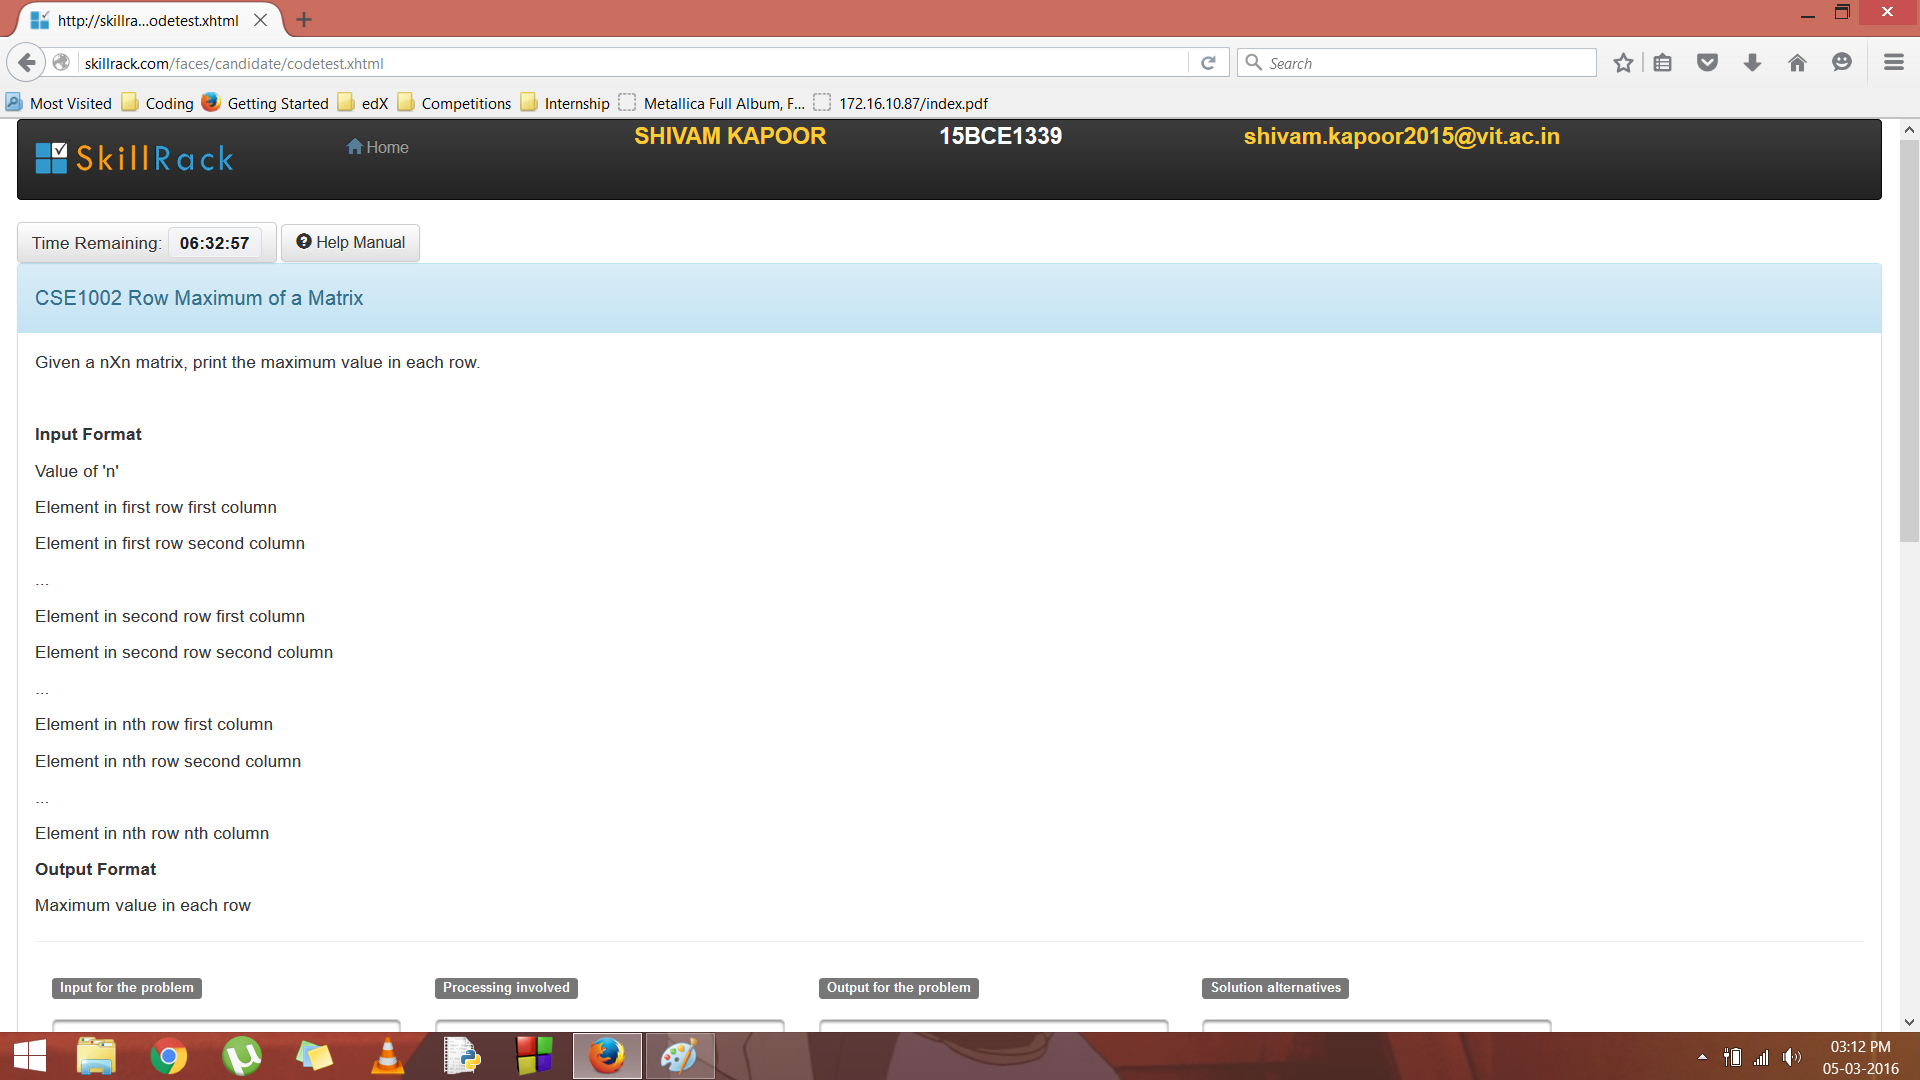 http://skillra...odetest.xhtml
skillrack.com/faces/candidate/codetest.xhtml
Search
Most Visited Coding Getting Started edX Competitions Internship Metallica Full Album, F... 172.16.10.87/index.pdf
SkillRack
Home
SHIVAM KAPOOR
15BCE1339
shivam.kapoor2015@vit.ac.in
Time Remaining: 06:32:57
Help Manual
CSE1002 Row Maximum of a Matrix
Given a nXn matrix, print the maximum value in each row.
Input Format
Value of 'n'
Element in first row first column
Element in first row second column
...
Element in second row first column
Element in second row second column
...
Element in nth row first column
Element in nth row second column
...
Element in nth row nth column
Output Format
Maximum value in each row
Input for the problem
Processing involved
Output for the problem
Solution alternatives
03:12 PM
05-03-2016